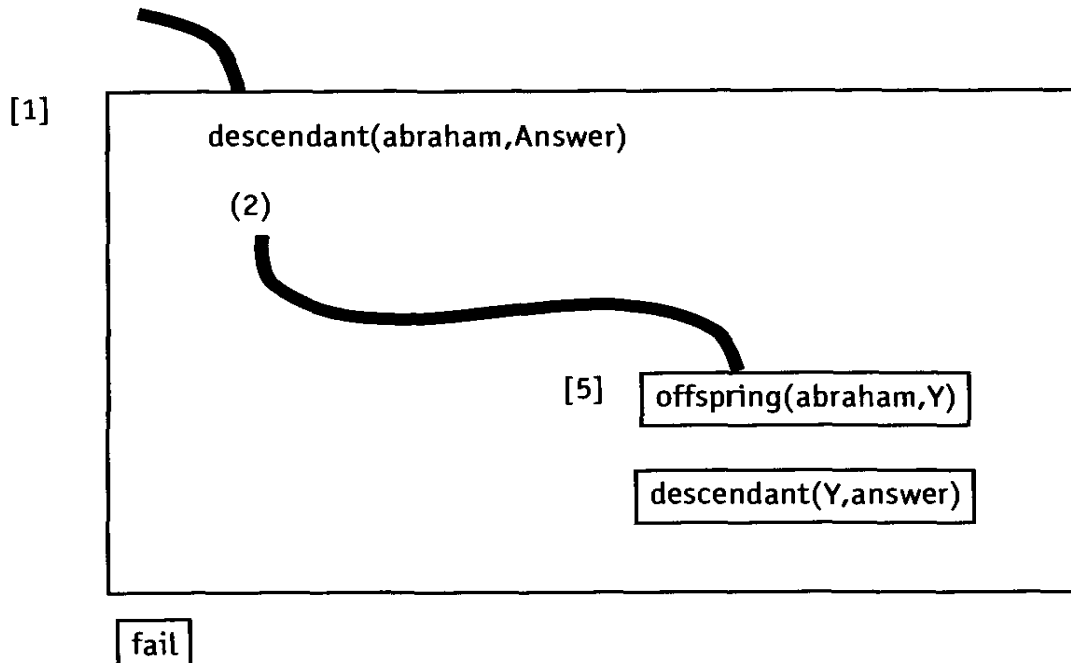 [1]
descendant(abraham,Answer)
(2)
[5] offspring(abraham,Y)
descendant(Y,answer)
fail